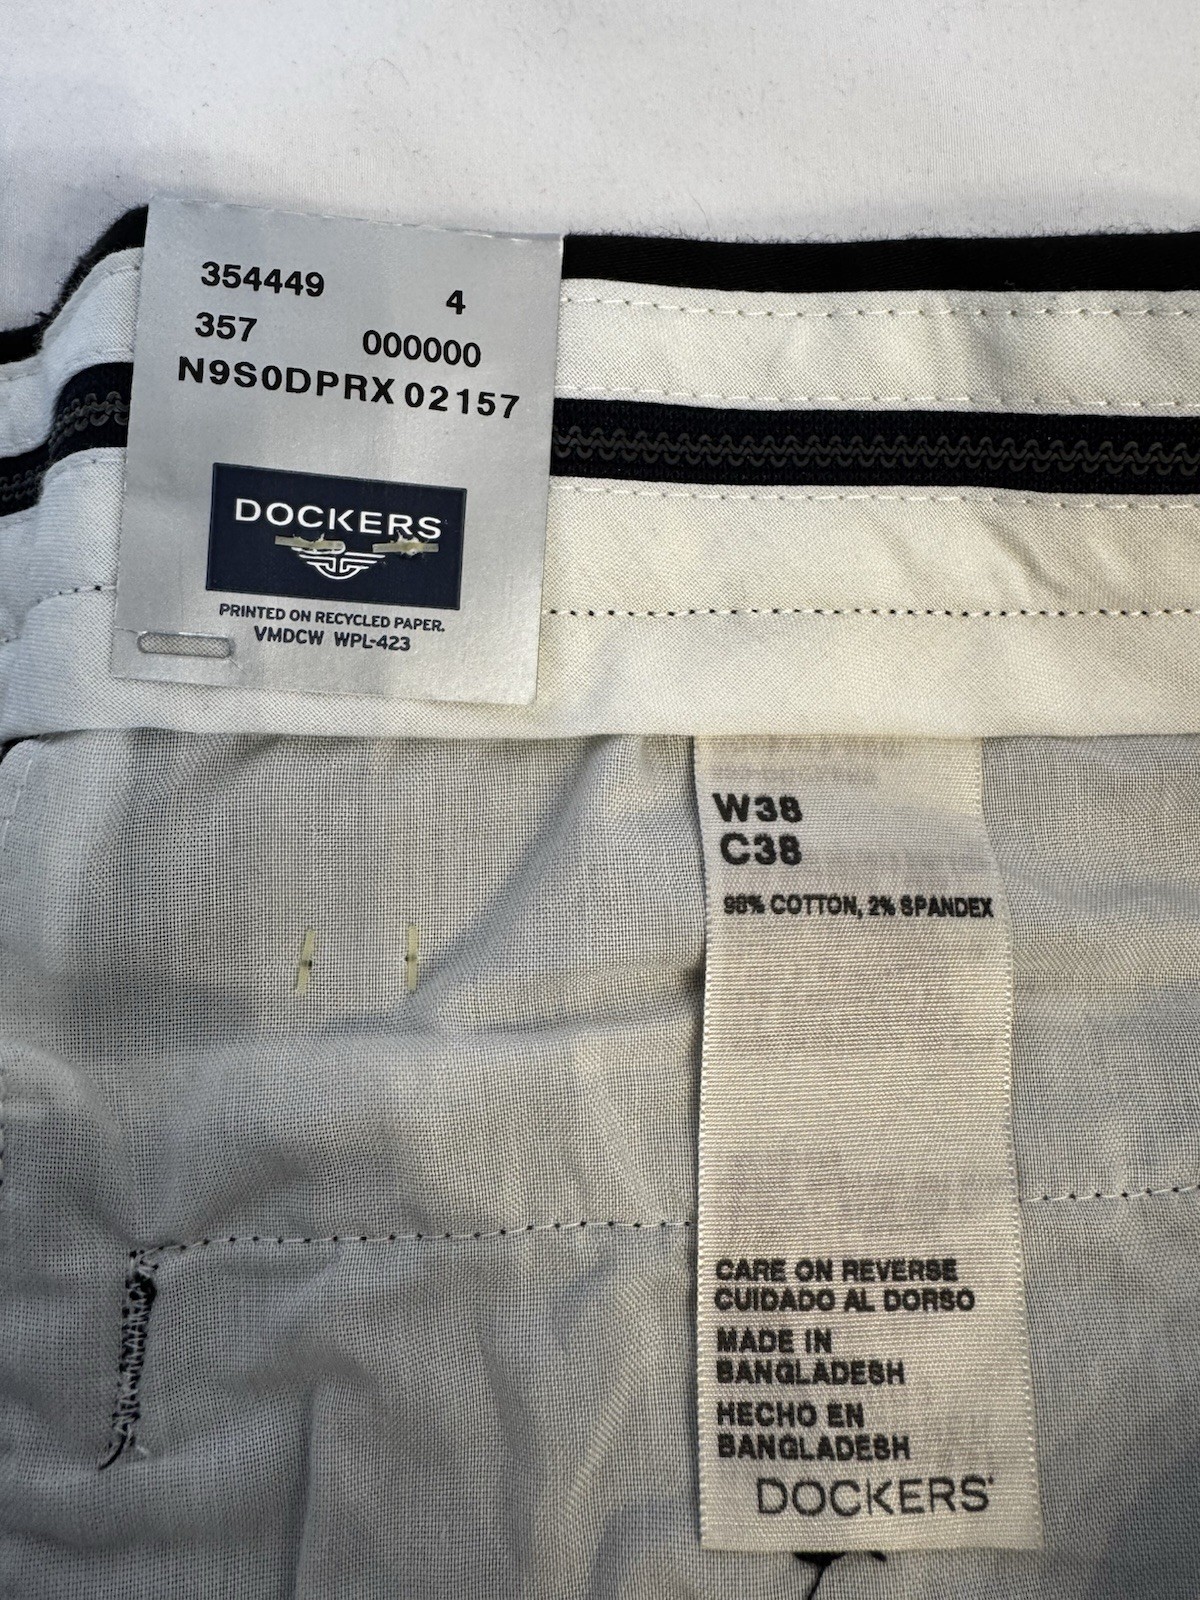 354449 4
357 000000
N9S0DPRX 02157
DOCKERS
PRINTED ON RECYCLED PAPER.
VMDCW WPL-423
W38
C38
98% COTTON, 2% SPANDEX
CARE ON REVERSE
CUIDADO AL DORSO
MADE IN
BANGLADESH
HECHO EN
BANGLADESH
DOCKERS®